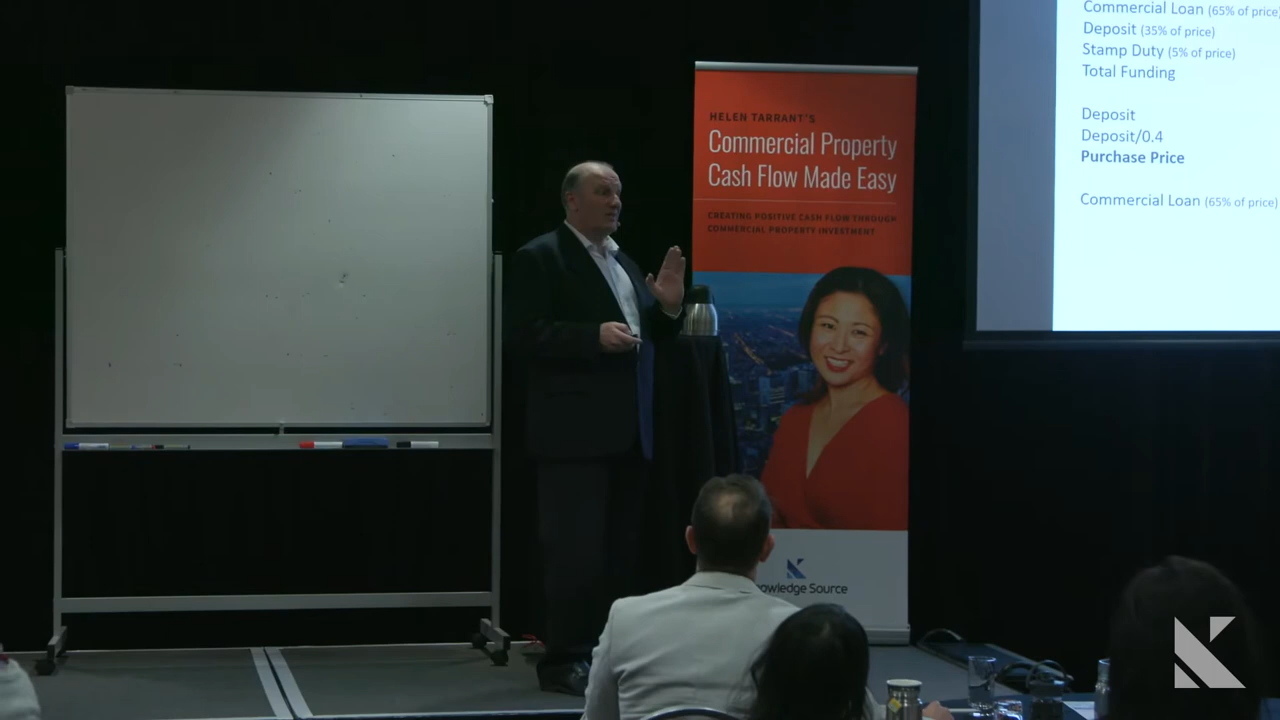 HELEN TARRANT'S
Commercial Property
Cash Flow Made Easy
CREATING POSITIVE CASH FLOW THROUGH
COMMERCIAL PROPERTY INVESTMENT
owledge Source
Commercial Loan (65% of price)
Deposit (35% of price)
Stamp Duty (5% of price)
Total Funding
Deposit
Deposit/0.4
Purchase Price
Commercial Loan (65% of price)